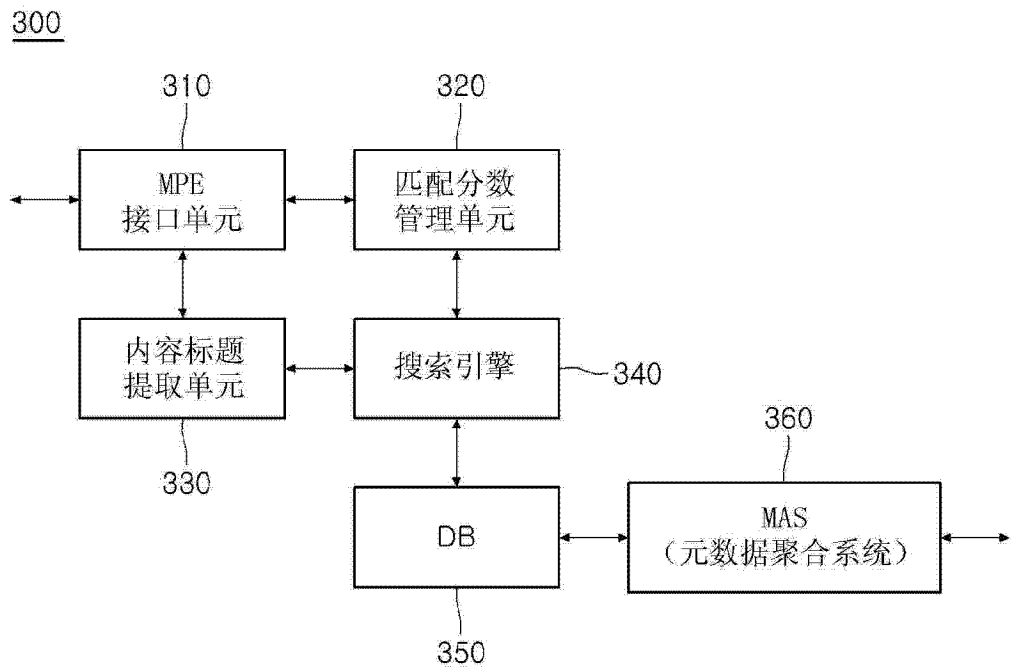 300
310
320
MPE
接口单元
匹配分数
管理单元
内容标题
提取单元
搜索引擎
340
330
360
DB
MAS
（元数据聚合系统）
350